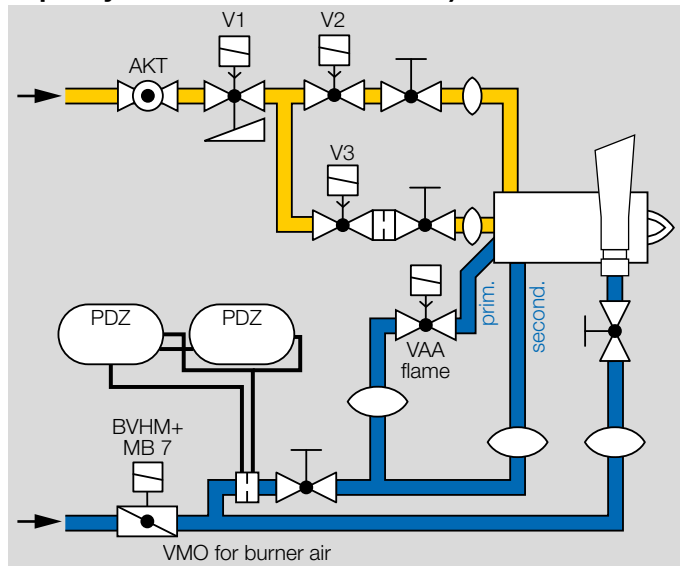 V1
V2
AKT
V3
prim.
second.
PDZ
PDZ
VAA
flame
BVHM+
MB 7
VMO for burner air